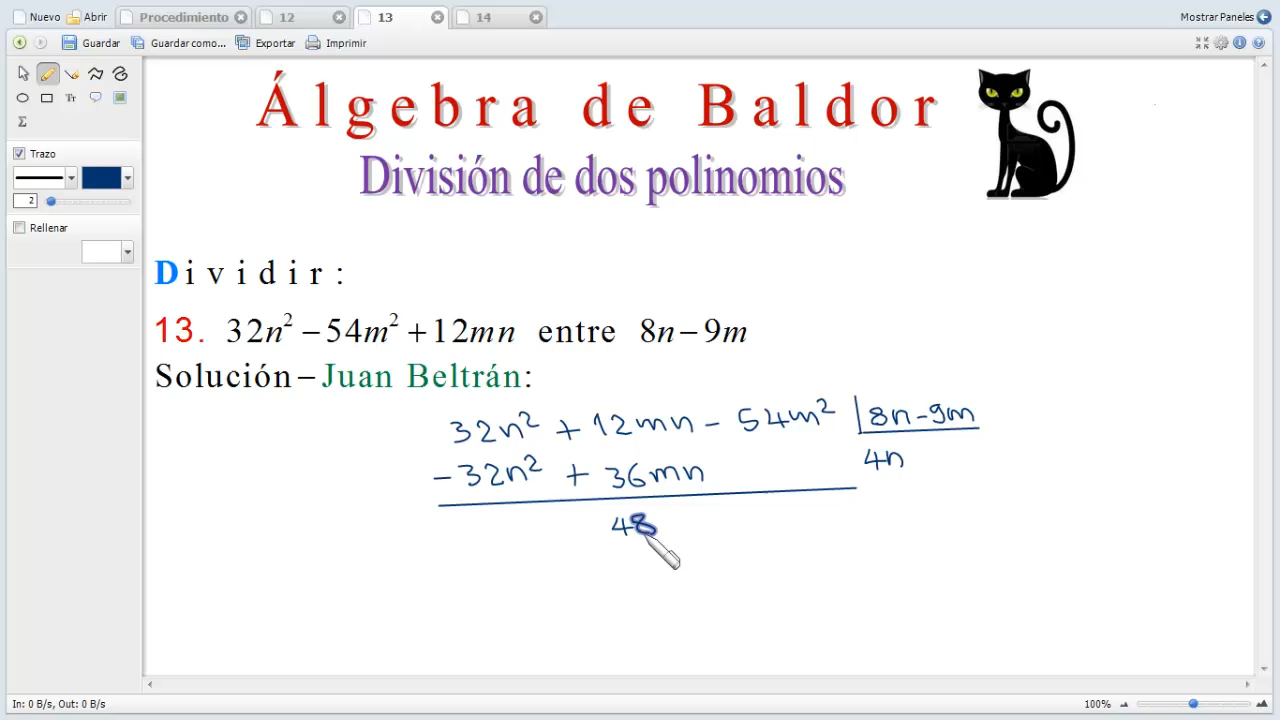 Nuevo Abrir Procedimiento 12 13 14 Mostrar Paneles
Guardar Guardar como... Exportar Imprimir
Tr
Σ
Trazo
2
Rellenar
Álgebra de Baldor
División de dos polinomios
Dividir:
13. 32n² − 54m² + 12mn entre 8n − 9m
Solución − Juan Beltrán:
32n² + 12mn − 54m² |8n − 9m
−32n² + 36mn 4n
48
In: 0 B/s, Out: 0 B/s 100%